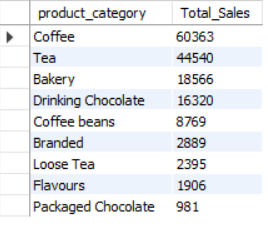 product_category Total_Sales
Coffee 60363
Tea 44540
Bakery 18566
Drinking Chocolate 16320
Coffee beans 8769
Branded 2889
Loose Tea 2395
Flavours 1906
Packaged Chocolate 981